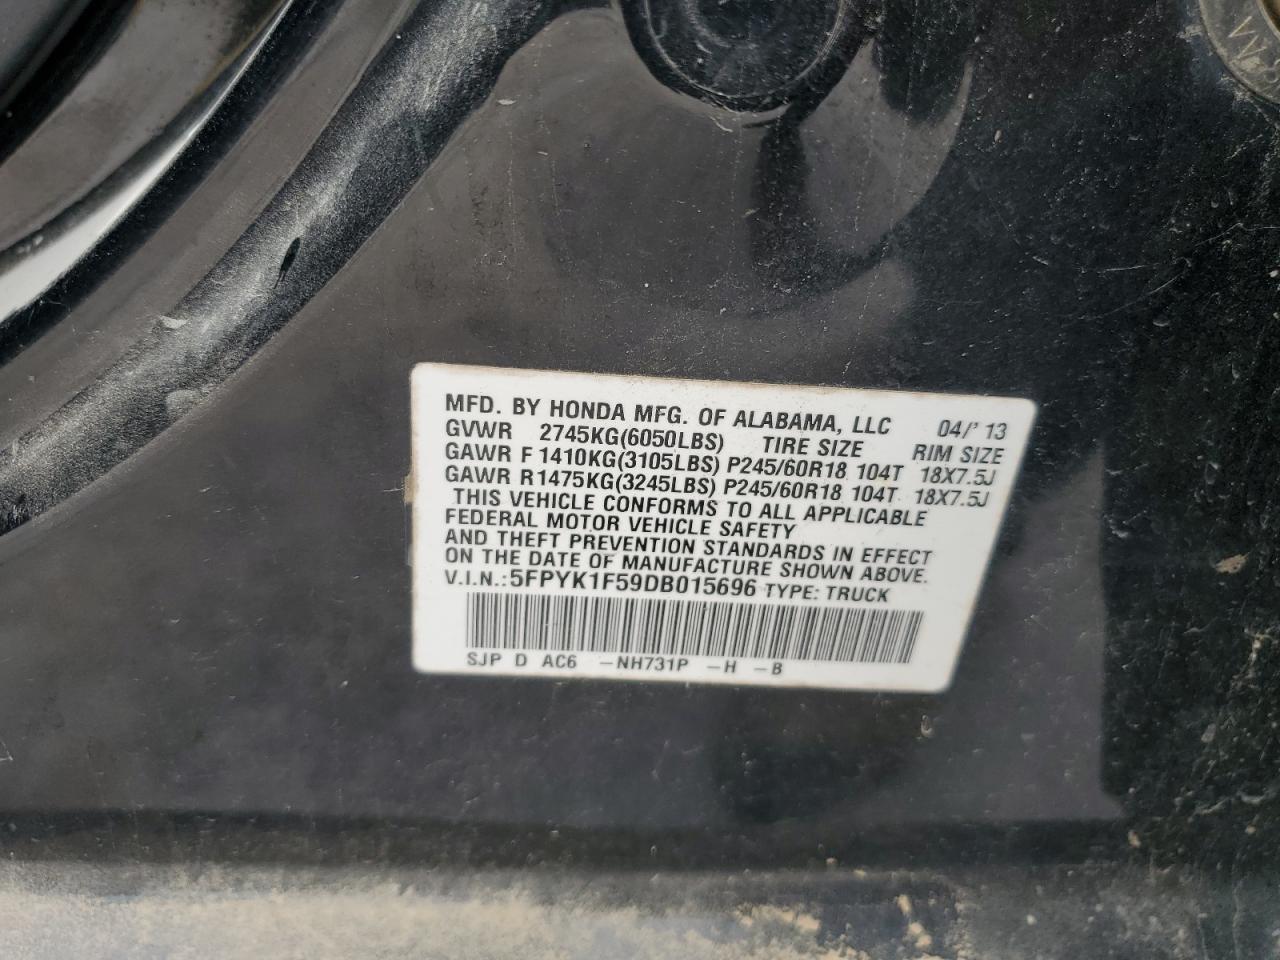 MFD. BY HONDA MFG. OF ALABAMA, LLC 04/' 13
GVWR 2745KG(6050LBS) TIRE SIZE RIM SIZE
GAWR F 1410KG(3105LBS) P245/60R18 104T 18X7.5J
GAWR R1475KG(3245LBS) P245/60R18 104T 18X7.5J
THIS VEHICLE CONFORMS TO ALL APPLICABLE
FEDERAL MOTOR VEHICLE SAFETY
AND THEFT PREVENTION STANDARDS IN EFFECT
ON THE DATE OF MANUFACTURE SHOWN ABOVE.
V.I.N.:5FPYK1F59DB015696 TYPE: TRUCK
SJP D AC6 -NH731P -H -B